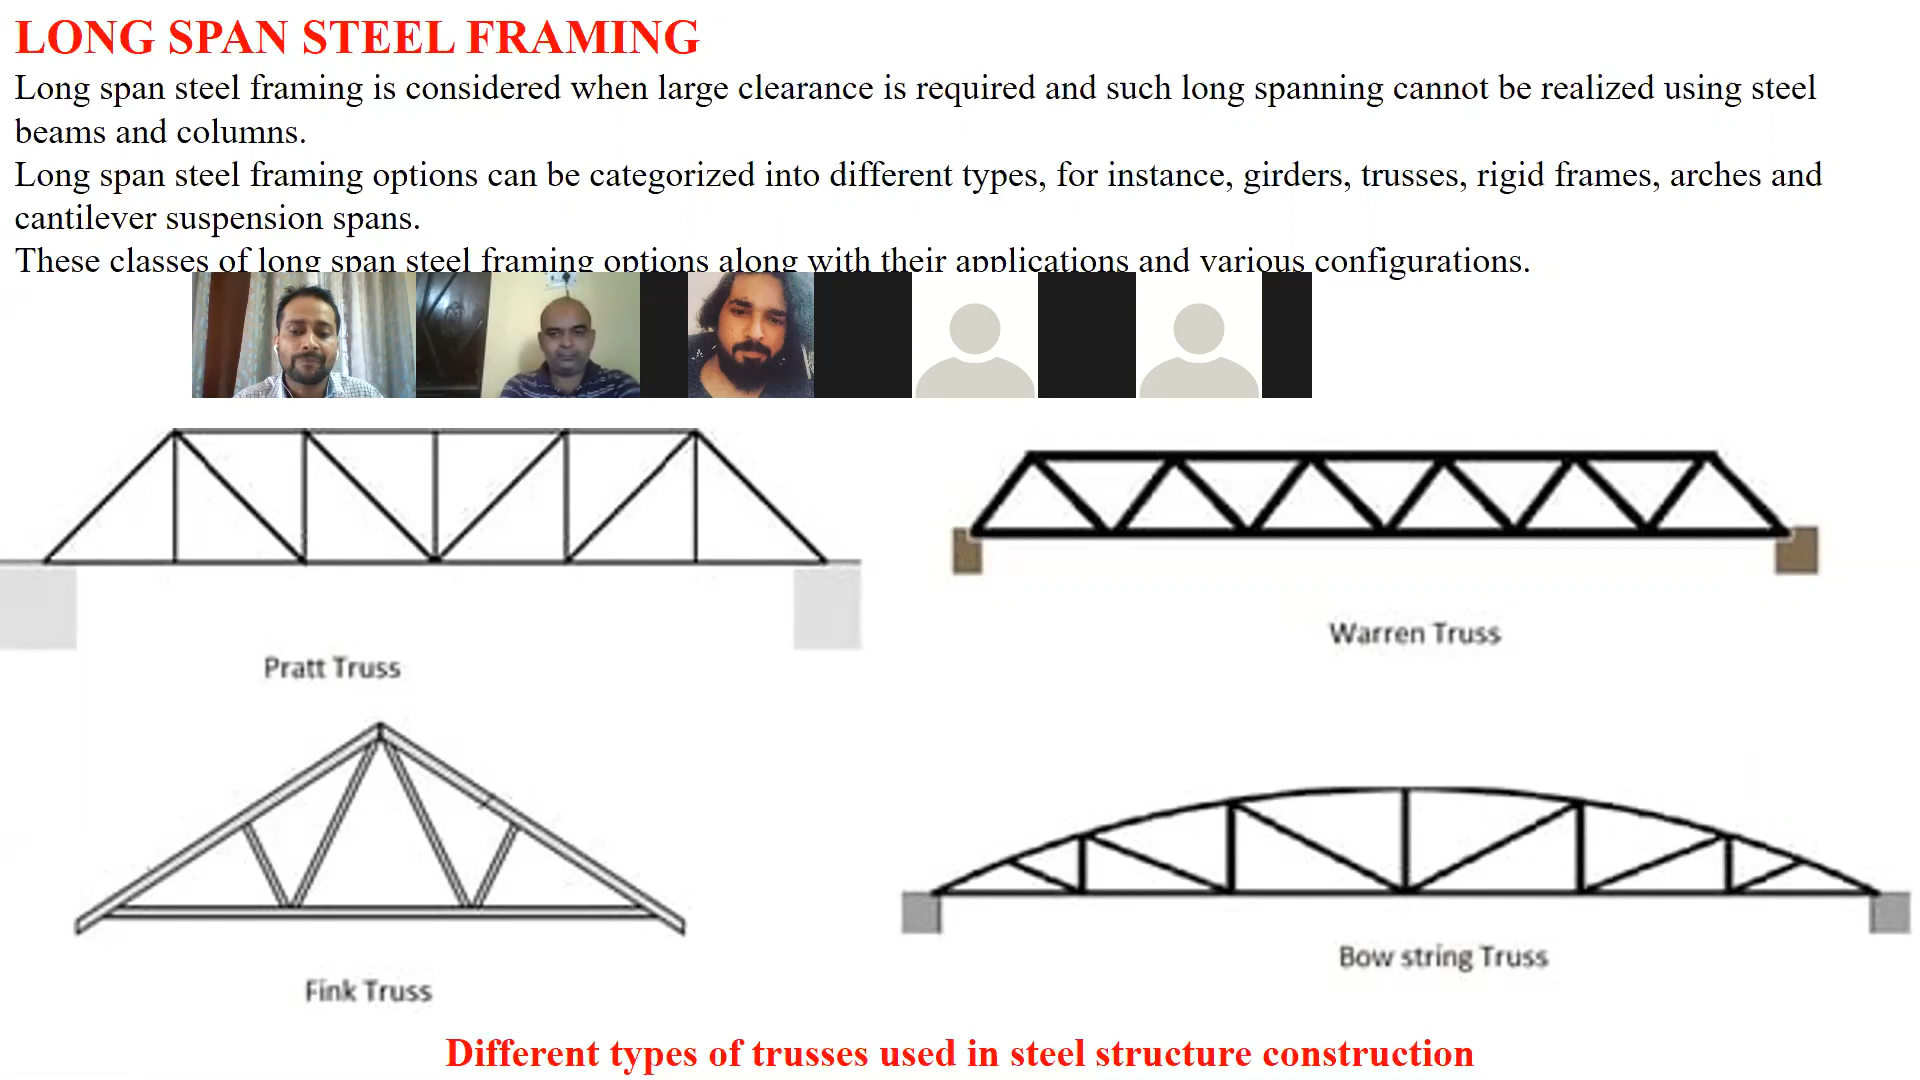 LONG SPAN STEEL FRAMING
Long span steel framing is considered when large clearance is required and such long spanning cannot be realized using steel
beams and columns.
Long span steel framing options can be categorized into different types, for instance, girders, trusses, rigid frames, arches and
cantilever suspension spans.
These classes of long span steel framing options along with their applications and various configurations.
Pratt Truss
Warren Truss
Fink Truss
Bow string Truss
Different types of trusses used in steel structure construction